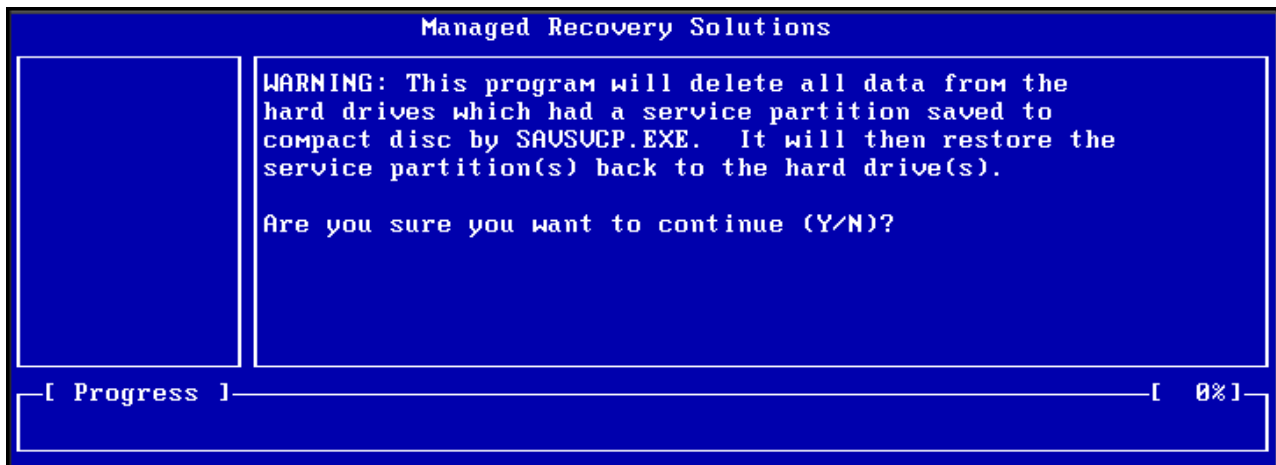 Managed Recovery Solutions
WARNING: This program will delete all data from the
hard drives which had a service partition saved to
compact disc by SAVSVCP.EXE.  It will then restore the
service partition(s) back to the hard drive(s).
Are you sure you want to continue (Y/N)?
[ Progress ] [  0%]